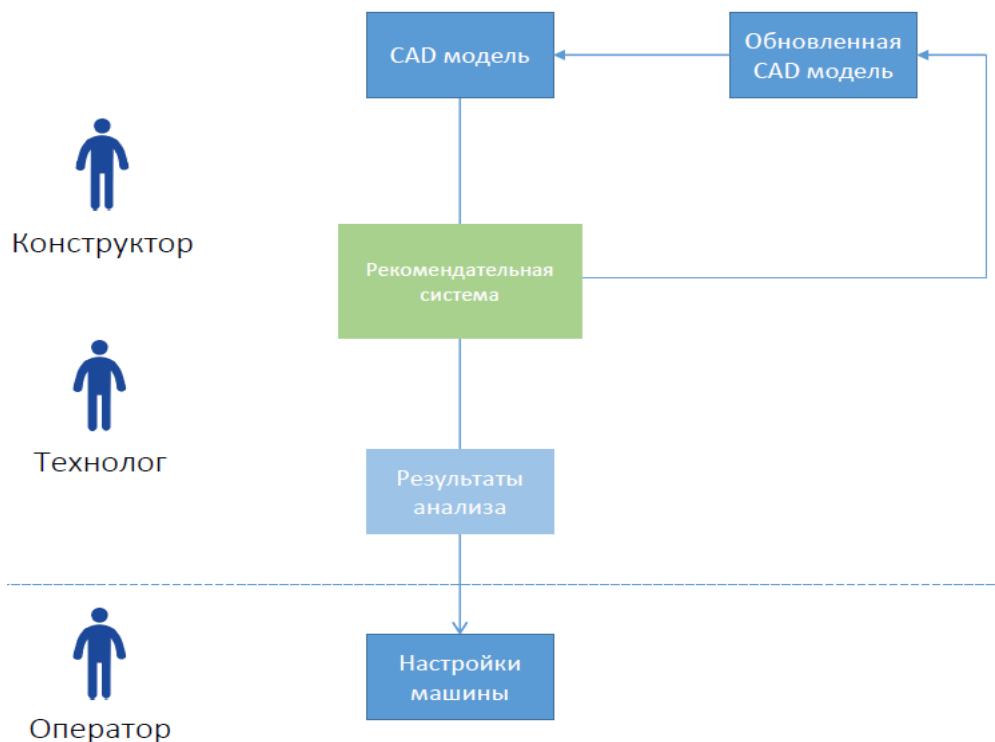 CAD модель
Обновленная
CAD модель
Конструктор
Рекомендательная
система
Технолог
Результаты
анализа
Настройки
машины
Оператор